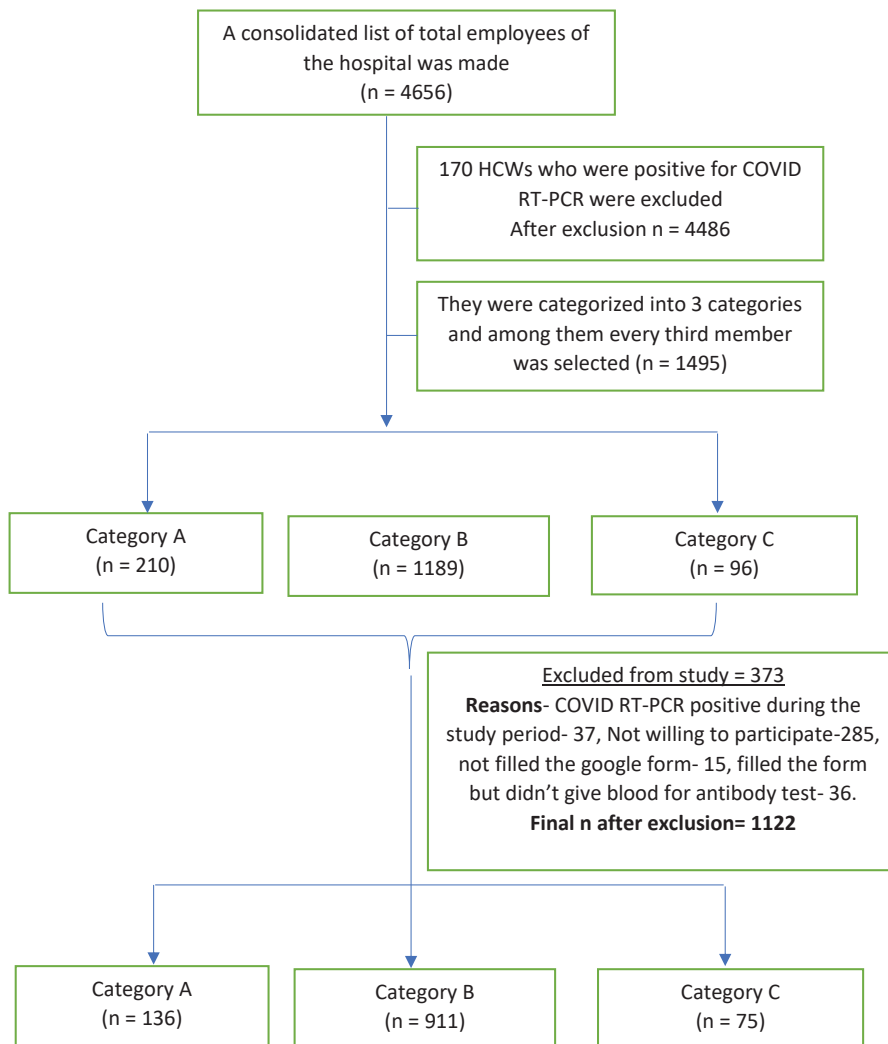 A consolidated list of total employees of
the hospital was made
(n = 4656)
170 HCWs who were positive for COVID
RT-PCR were excluded
After exclusion n = 4486
They were categorized into 3 categories
and among them every third member
was selected (n = 1495)
Category A
(n = 210)
Category B
(n = 1189)
Category C
(n = 96)
Excluded from study = 373
Reasons- COVID RT-PCR positive during the
study period- 37, Not willing to participate-285,
not filled the google form- 15, filled the form
but didn’t give blood for antibody test- 36.
Final n after exclusion= 1122
Category A
(n = 136)
Category B
(n = 911)
Category C
(n = 75)